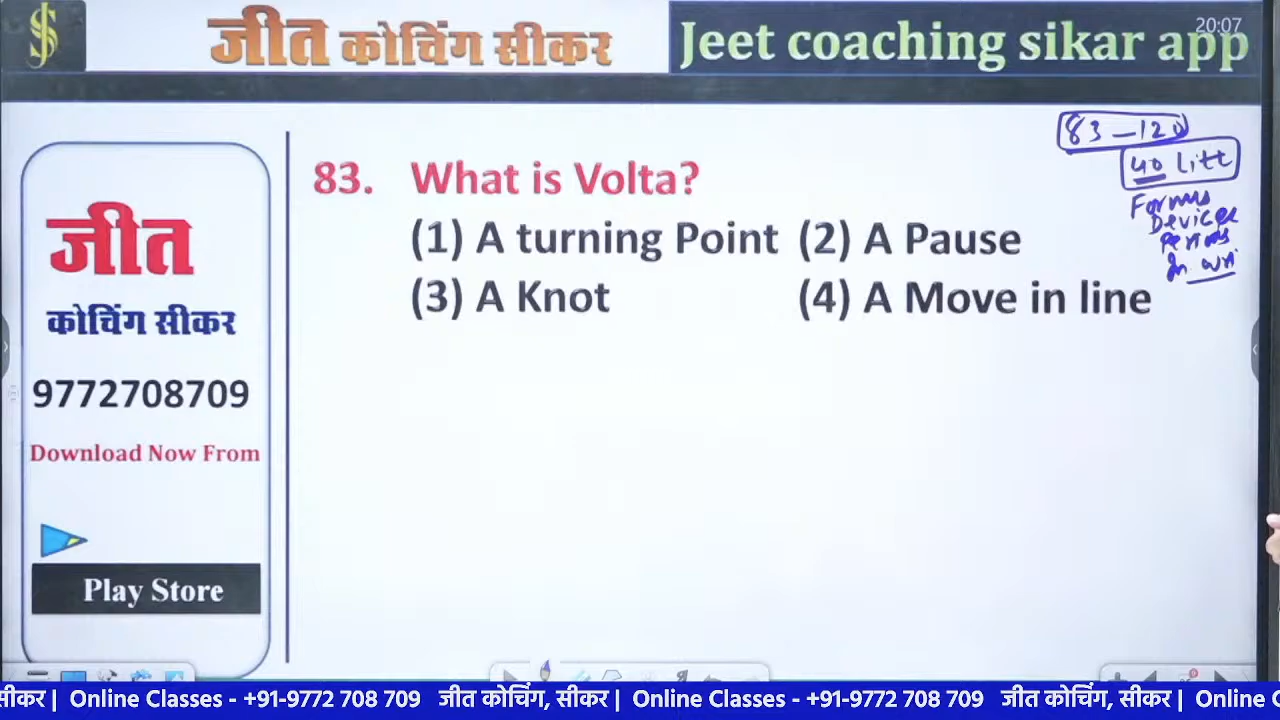 जीत कोचिंग सीकर
Jeet coaching sikar app
20:07
83 – 120
40 Litt
Forms
Devices
Periods
83. What is Volta?
(1) A turning Point (2) A Pause
(3) A Knot (4) A Move in line
जीत
कोचिंग सीकर
9772708709
Download Now From
Play Store
सीकर | Online Classes - +91-9772 708 709 जीत कोचिंग, सीकर | Online Classes - +91-9772 708 709 जीत कोचिंग, सीकर | Online